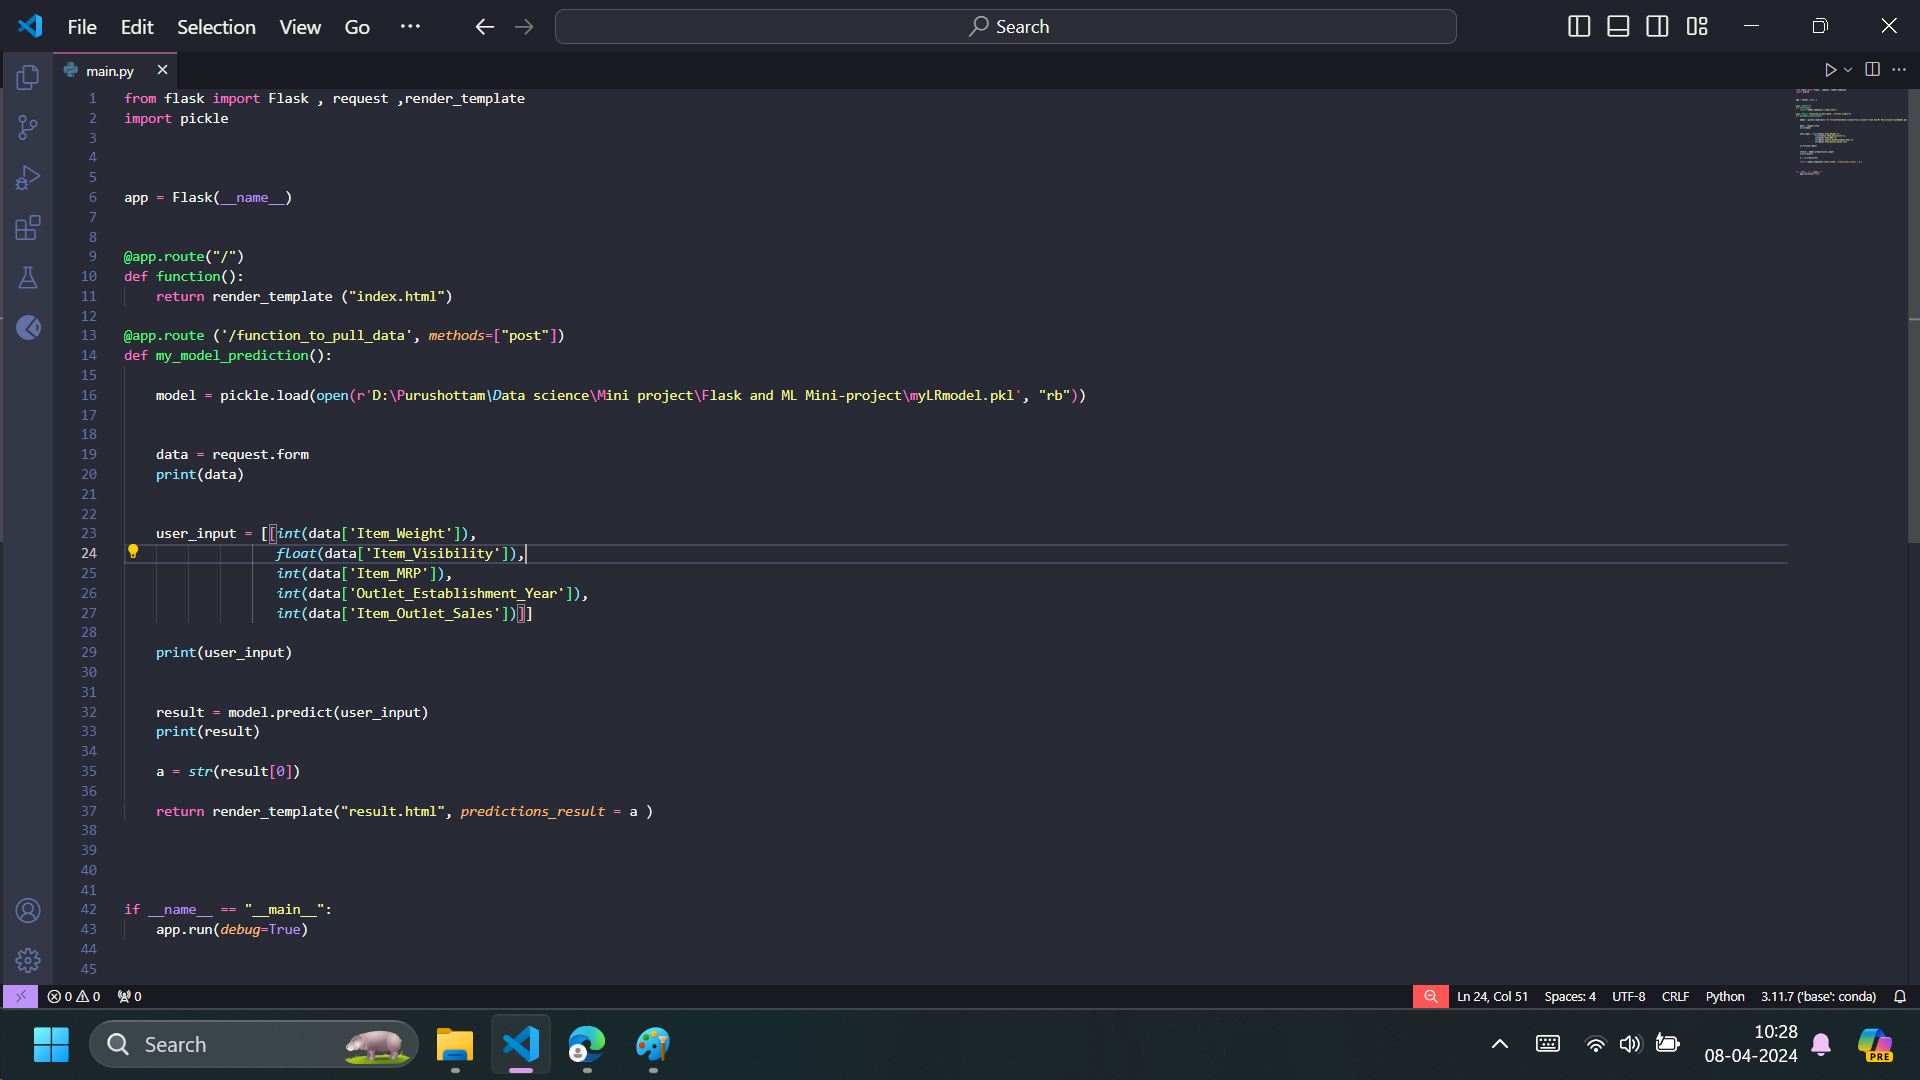 File Edit Selection View Go ··· Search
main.py
1 from flask import Flask , request ,render_template
2 import pickle
3
4
5
6 app = Flask(__name__)
7
8
9 @app.route("/")
10 def function():
11 return render_template ("index.html")
12
13 @app.route ('/function_to_pull_data', methods=["post"])
14 def my_model_prediction():
15
16 model = pickle.load(open(r'D:\Purushottam\Data science\Mini project\Flask and ML Mini-project\myLRmodel.pkl', "rb"))
17
18
19 data = request.form
20 print(data)
21
22
23 user_input = [[int(data['Item_Weight']),
24 float(data['Item_Visibility']),
25 int(data['Item_MRP']),
26 int(data['Outlet_Establishment_Year']),
27 int(data['Item_Outlet_Sales'])]]
28
29 print(user_input)
30
31
32 result = model.predict(user_input)
33 print(result)
34
35 a = str(result[0])
36
37 return render_template("result.html", predictions_result = a )
38
39
40
41
42 if __name__ == "__main__":
43 app.run(debug=True)
44
45
0 0 0 Ln 24, Col 51 Spaces: 4 UTF-8 CRLF Python 3.11.7 ('base': conda)
Search
10:28
08-04-2024
PRE